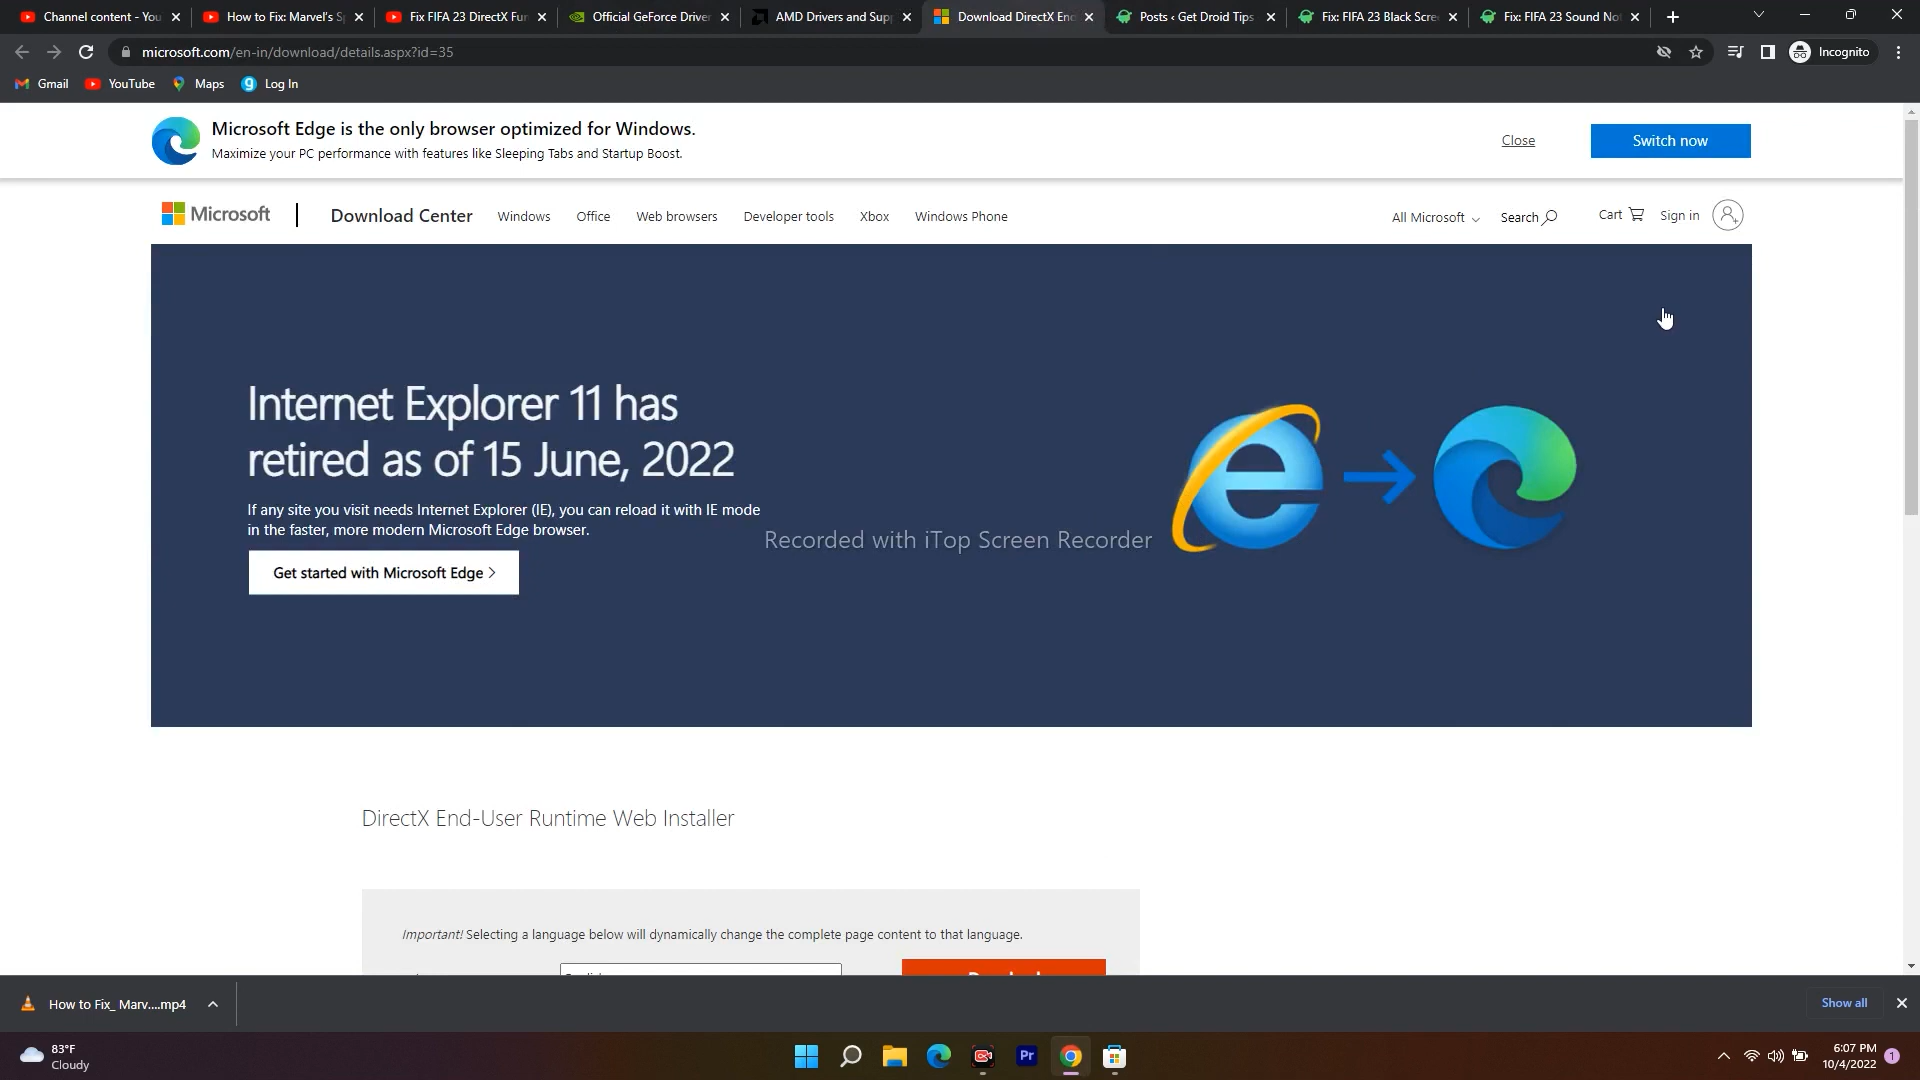 Channel content - You
How to Fix: Marvel's S
Fix FIFA 23 DirectX Fun
Official GeForce Driver
AMD Drivers and Sup
Download DirectX End
Posts ‹ Get Droid Tips
Fix: FIFA 23 Black Scre
Fix: FIFA 23 Sound No
microsoft.com/en-in/download/details.aspx?id=35
Incognito
Gmail
YouTube
Maps
Log In
Microsoft Edge is the only browser optimized for Windows.
Maximize your PC performance with features like Sleeping Tabs and Startup Boost.
Close
Switch now
Microsoft
Download Center
Windows
Office
Web browsers
Developer tools
Xbox
Windows Phone
All Microsoft
Search
Cart
Sign in
Internet Explorer 11 has
retired as of 15 June, 2022
If any site you visit needs Internet Explorer (IE), you can reload it with IE mode
in the faster, more modern Microsoft Edge browser.
Recorded with iTop Screen Recorder
Get started with Microsoft Edge >
DirectX End-User Runtime Web Installer
Important! Selecting a language below will dynamically change the complete page content to that language.
How to Fix_ Marv....mp4
Show all
83°F
Cloudy
Pr
6:07 PM
10/4/2022
1